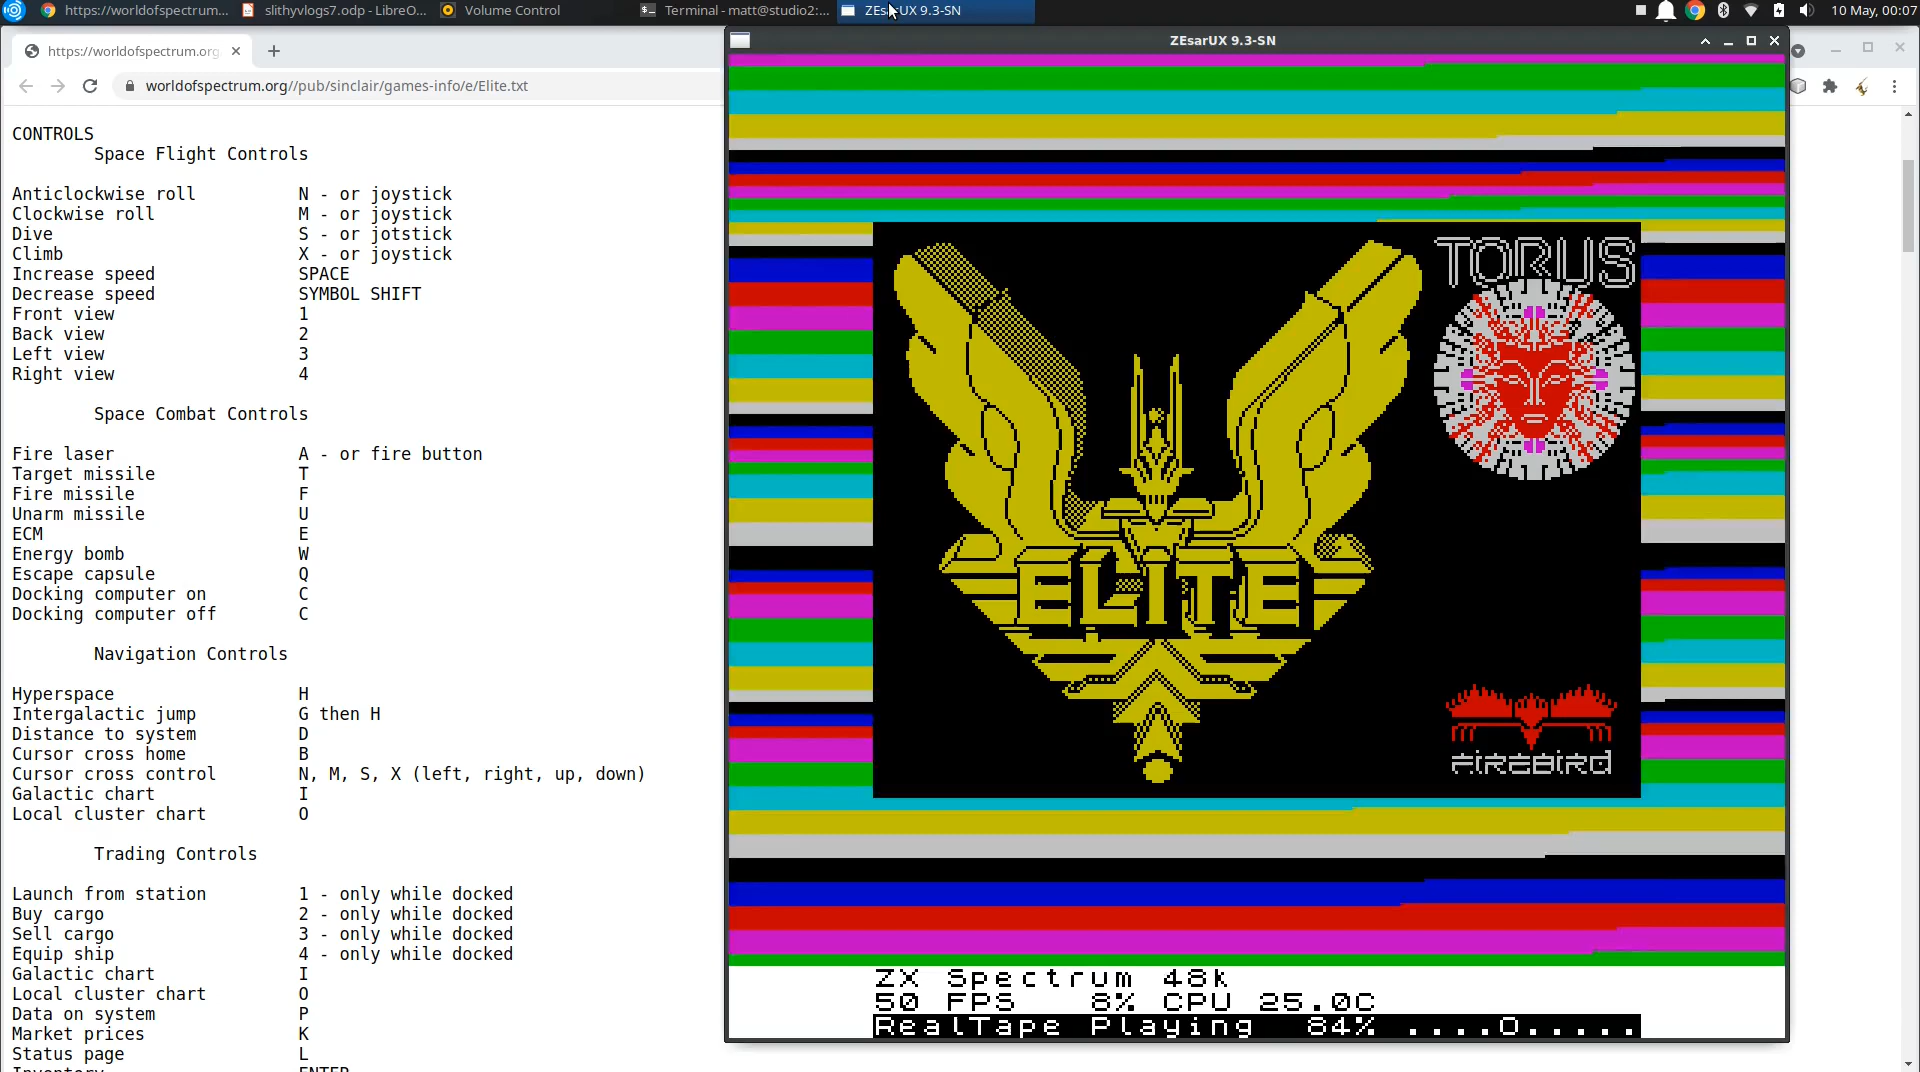 https://worldofspectrum...
slithyvlogs7.odp - LibreO...
Volume Control
Terminal - matt@studio2:...
ZEsarUX 9.3-SN
10 May, 00:07
https://worldofspectrum.org
ZEsarUX 9.3-SN
worldofspectrum.org//pub/sinclair/games-info/e/Elite.txt
CONTROLS
Space Flight Controls
Anticlockwise roll N - or joystick
Clockwise roll M - or joystick
Dive S - or jotstick
Climb X - or joystick
Increase speed SPACE
Decrease speed SYMBOL SHIFT
Front view 1
Back view 2
Left view 3
Right view 4
Space Combat Controls
Fire laser A - or fire button
Target missile T
Fire missile F
Unarm missile U
ECM E
Energy bomb W
Escape capsule Q
Docking computer on C
Docking computer off C
Navigation Controls
Hyperspace H
Intergalactic jump G then H
Distance to system D
Cursor cross home B
Cursor cross control N, M, S, X (left, right, up, down)
Galactic chart I
Local cluster chart O
Trading Controls
Launch from station 1 - only while docked
Buy cargo 2 - only while docked
Sell cargo 3 - only while docked
Equip ship 4 - only while docked
Galactic chart I
Local cluster chart O
Data on system P
Market prices K
Status page L
Inventory ENTER
TORUS
ELITE
FIREBIRD
ZX Spectrum 48k
50 FPS 8% CPU 25.0C
RealTape Playing 84% ....O.....